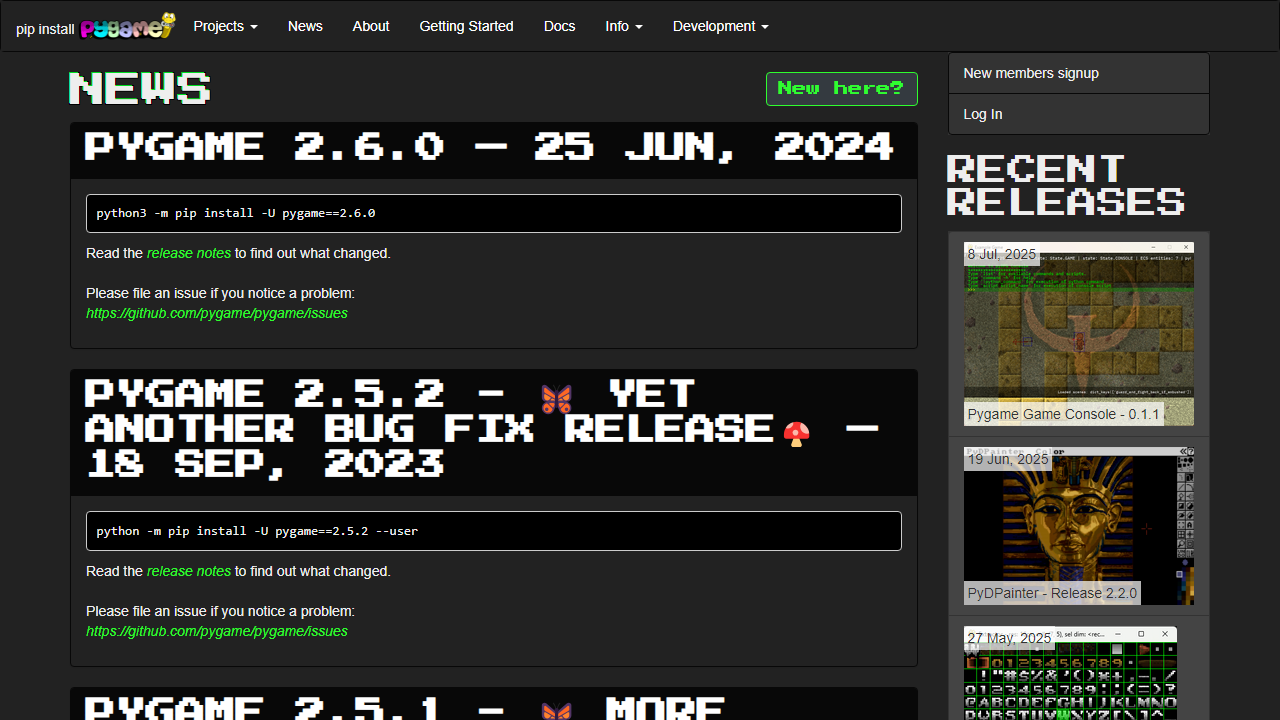 pip install pygame Projects News About Getting Started Docs Info Development
NEWS
New here?
PYGAME 2.6.0 — 25 JUN, 2024
python3 -m pip install -U pygame==2.6.0
Read the release notes to find out what changed.
Please file an issue if you notice a problem:
https://github.com/pygame/pygame/issues
PYGAME 2.5.2 - 🦋 YET
ANOTHER BUG FIX RELEASE🍄 —
18 SEP, 2023
python -m pip install -U pygame==2.5.2 --user
Read the release notes to find out what changed.
Please file an issue if you notice a problem:
https://github.com/pygame/pygame/issues
PYGAME 2.5.1 - 🦋 MORE
New members signup
Log In
RECENT
RELEASES
8 Jul, 2025
Pygame Game Console - 0.1.1
19 Jun, 2025
PyDPainter - Release 2.2.0
27 May, 2025